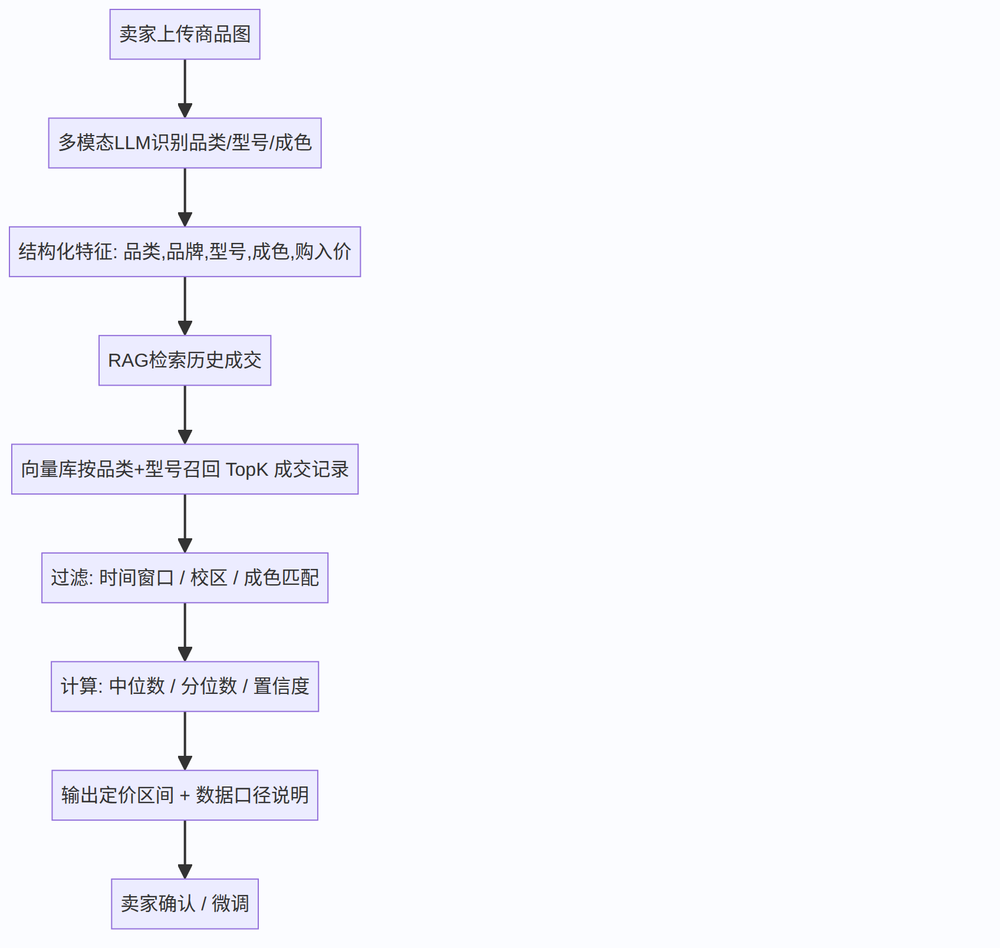 卖家上传商品图
多模态LLM识别品类/型号/成色
结构化特征: 品类,品牌,型号,成色,购入价
RAG检索历史成交
向量库按品类+型号召回 TopK 成交记录
过滤: 时间窗口 / 校区 / 成色匹配
计算: 中位数 / 分位数 / 置信度
输出定价区间 + 数据口径说明
卖家确认 / 微调